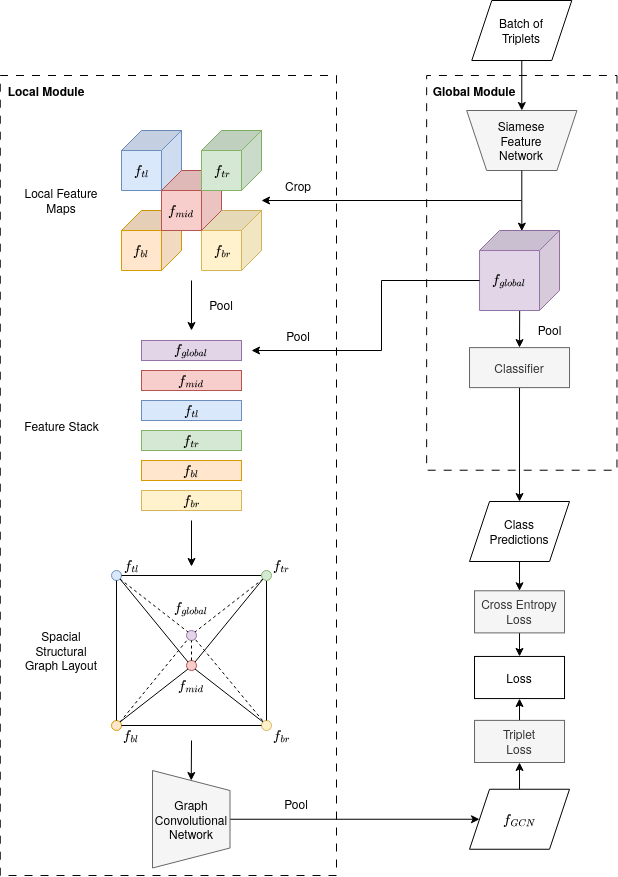 Batch of
Triplets
Local Module
Global Module
Siamese
Feature
Network
Local Feature
Maps
f_{tl}
f_{tr}
f_{mid}
f_{bl}
f_{br}
Crop
f_{global}
Pool
Pool
Pool
Classifier
Feature Stack
f_{global}
f_{mid}
f_{tl}
f_{tr}
f_{bl}
f_{br}
Class
Predictions
Spacial
Structural
Graph Layout
f_{tl}
f_{tr}
f_{global}
f_{mid}
f_{bl}
f_{br}
Cross Entropy
Loss
Loss
Triplet
Loss
Graph
Convolutional
Network
Pool
f_{GCN}